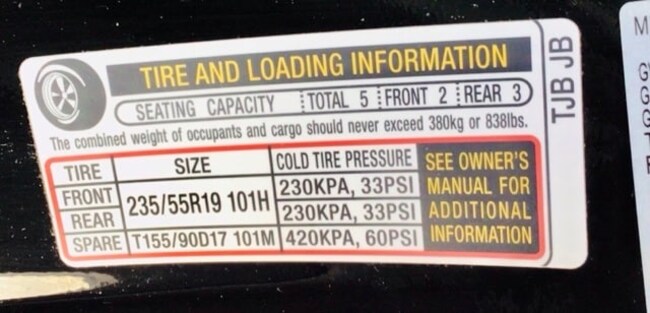 TIRE AND LOADING INFORMATION
SEATING CAPACITY TOTAL 5 FRONT 2 REAR 3
The combined weight of occupants and cargo should never exceed 380kg or 838lbs.
TIRE SIZE COLD TIRE PRESSURE SEE OWNER'S
FRONT 235/55R19 101H 230KPA, 33PSI MANUAL FOR
REAR 230KPA, 33PSI ADDITIONAL
SPARE T155/90D17 101M 420KPA, 60PSI INFORMATION
TJB JB
M
G
G
G